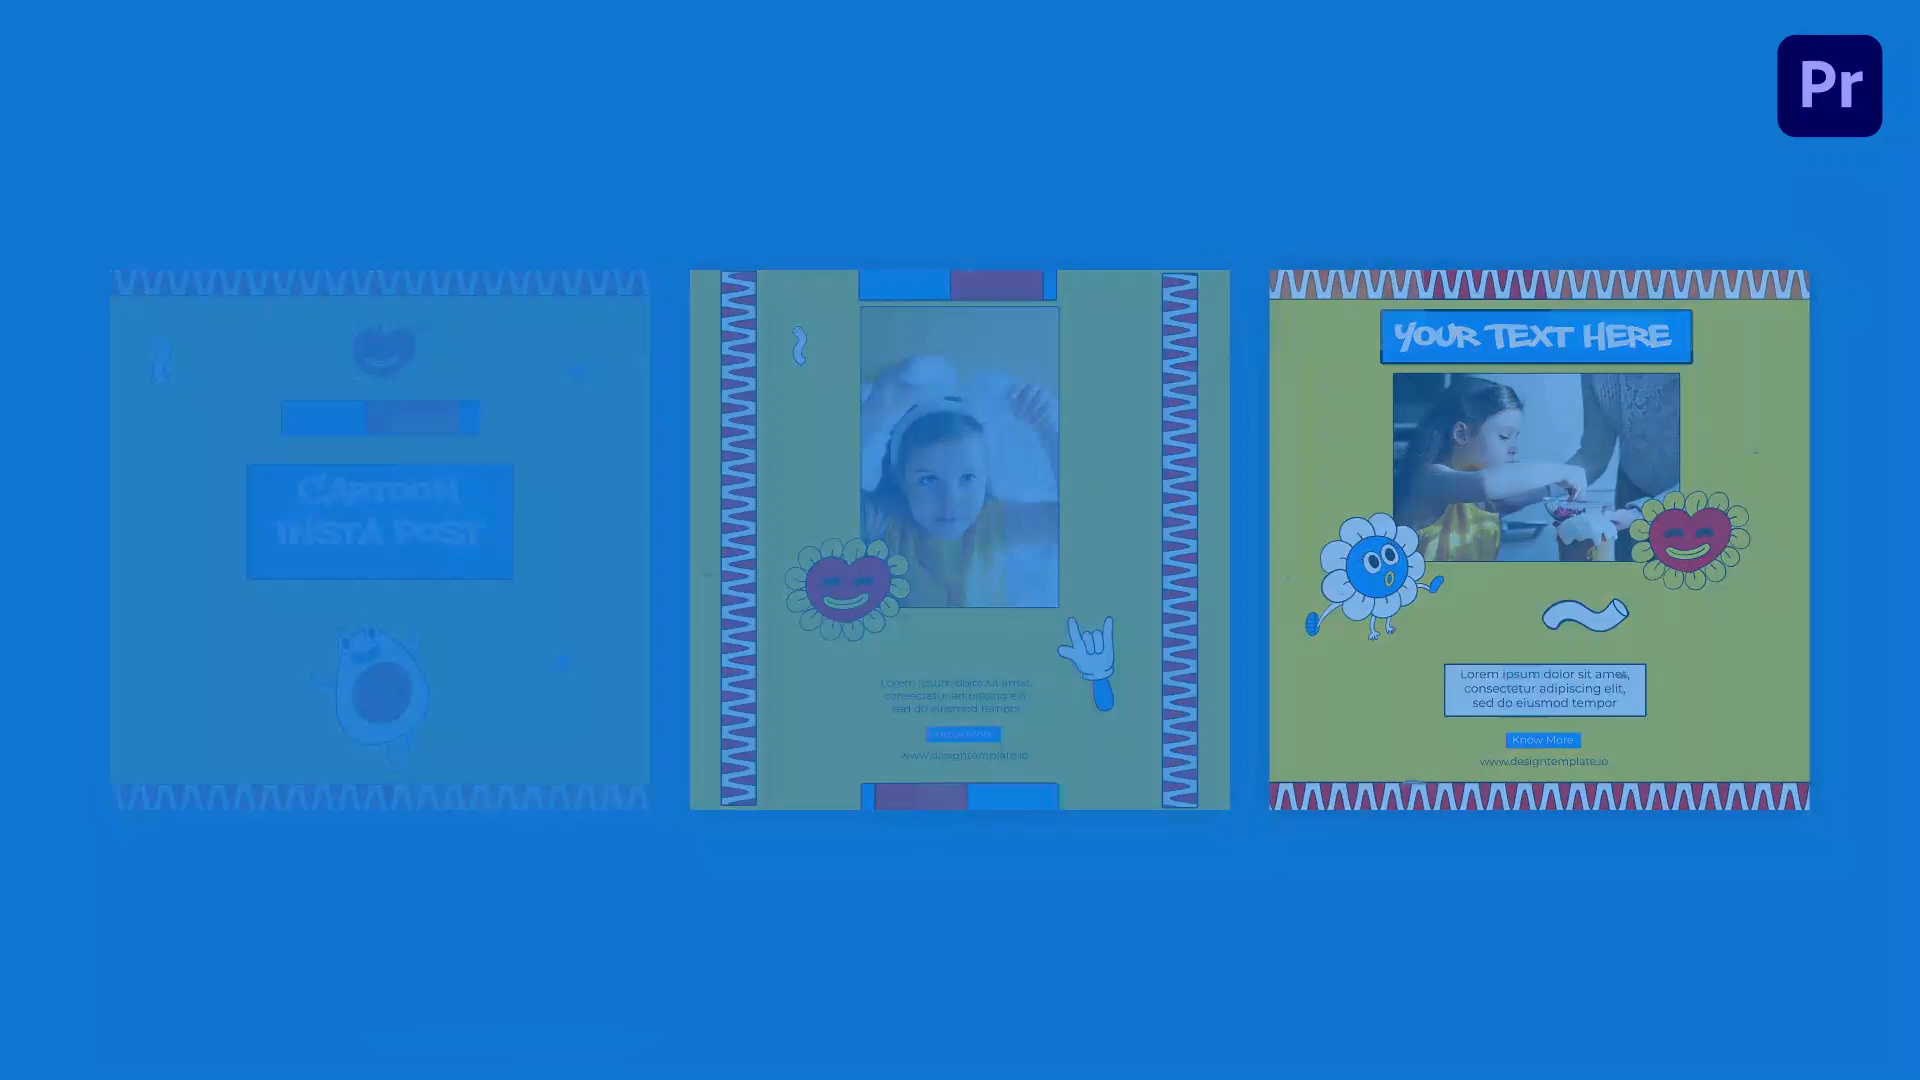 Pr
CARTOON
INSTA POST
Lorem ipsum dolor sit amet,
consectetur adipiscing elit,
sed do eiusmod tempor
Know More
www.designtemplate.io
YOUR TEXT HERE
Lorem ipsum dolor sit amet,
consectetur adipiscing elit,
sed do eiusmod tempor
Know More
www.designtemplate.io